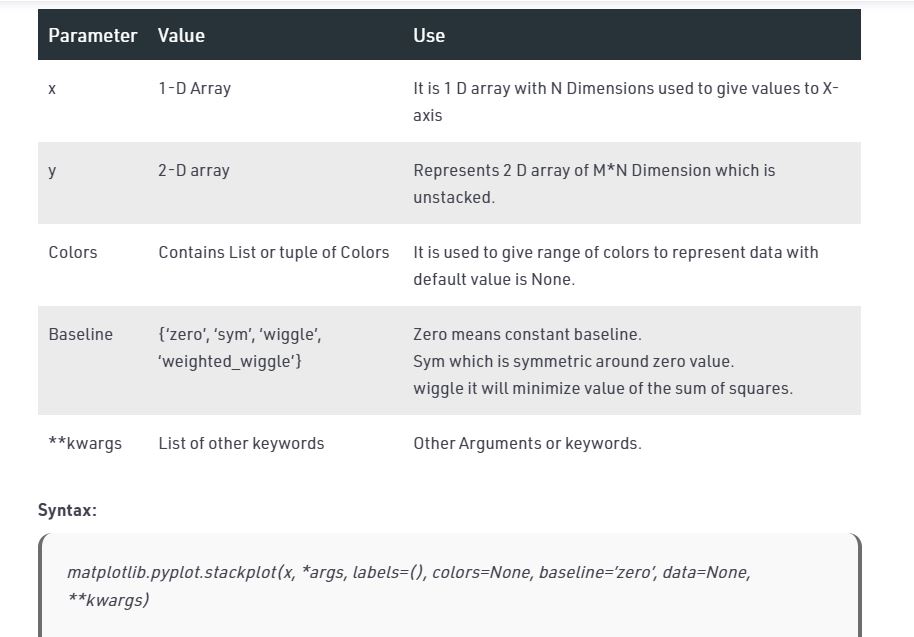 Parameter Value Use
x 1-D Array It is 1 D array with N Dimensions used to give values to X-
axis
y 2-D array Represents 2 D array of M*N Dimension which is
unstacked.
Colors Contains List or tuple of Colors It is used to give range of colors to represent data with
default value is None.
Baseline {‘zero’, ‘sym’, ‘wiggle’, Zero means constant baseline.
‘weighted_wiggle’} Sym which is symmetric around zero value.
wiggle it will minimize value of the sum of squares.
**kwargs List of other keywords Other Arguments or keywords.
Syntax:
matplotlib.pyplot.stackplot(x, *args, labels=(), colors=None, baseline=’zero’, data=None,
**kwargs)